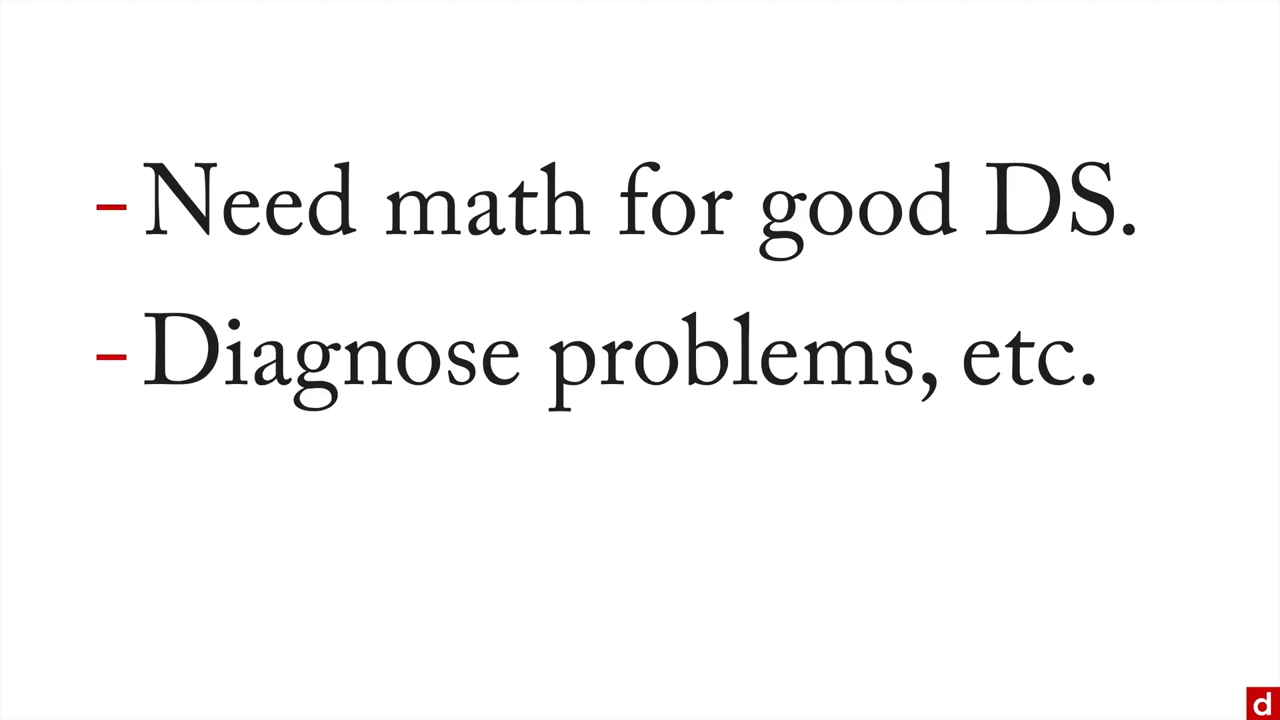 - Need math for good DS.
- Diagnose problems, etc.
d